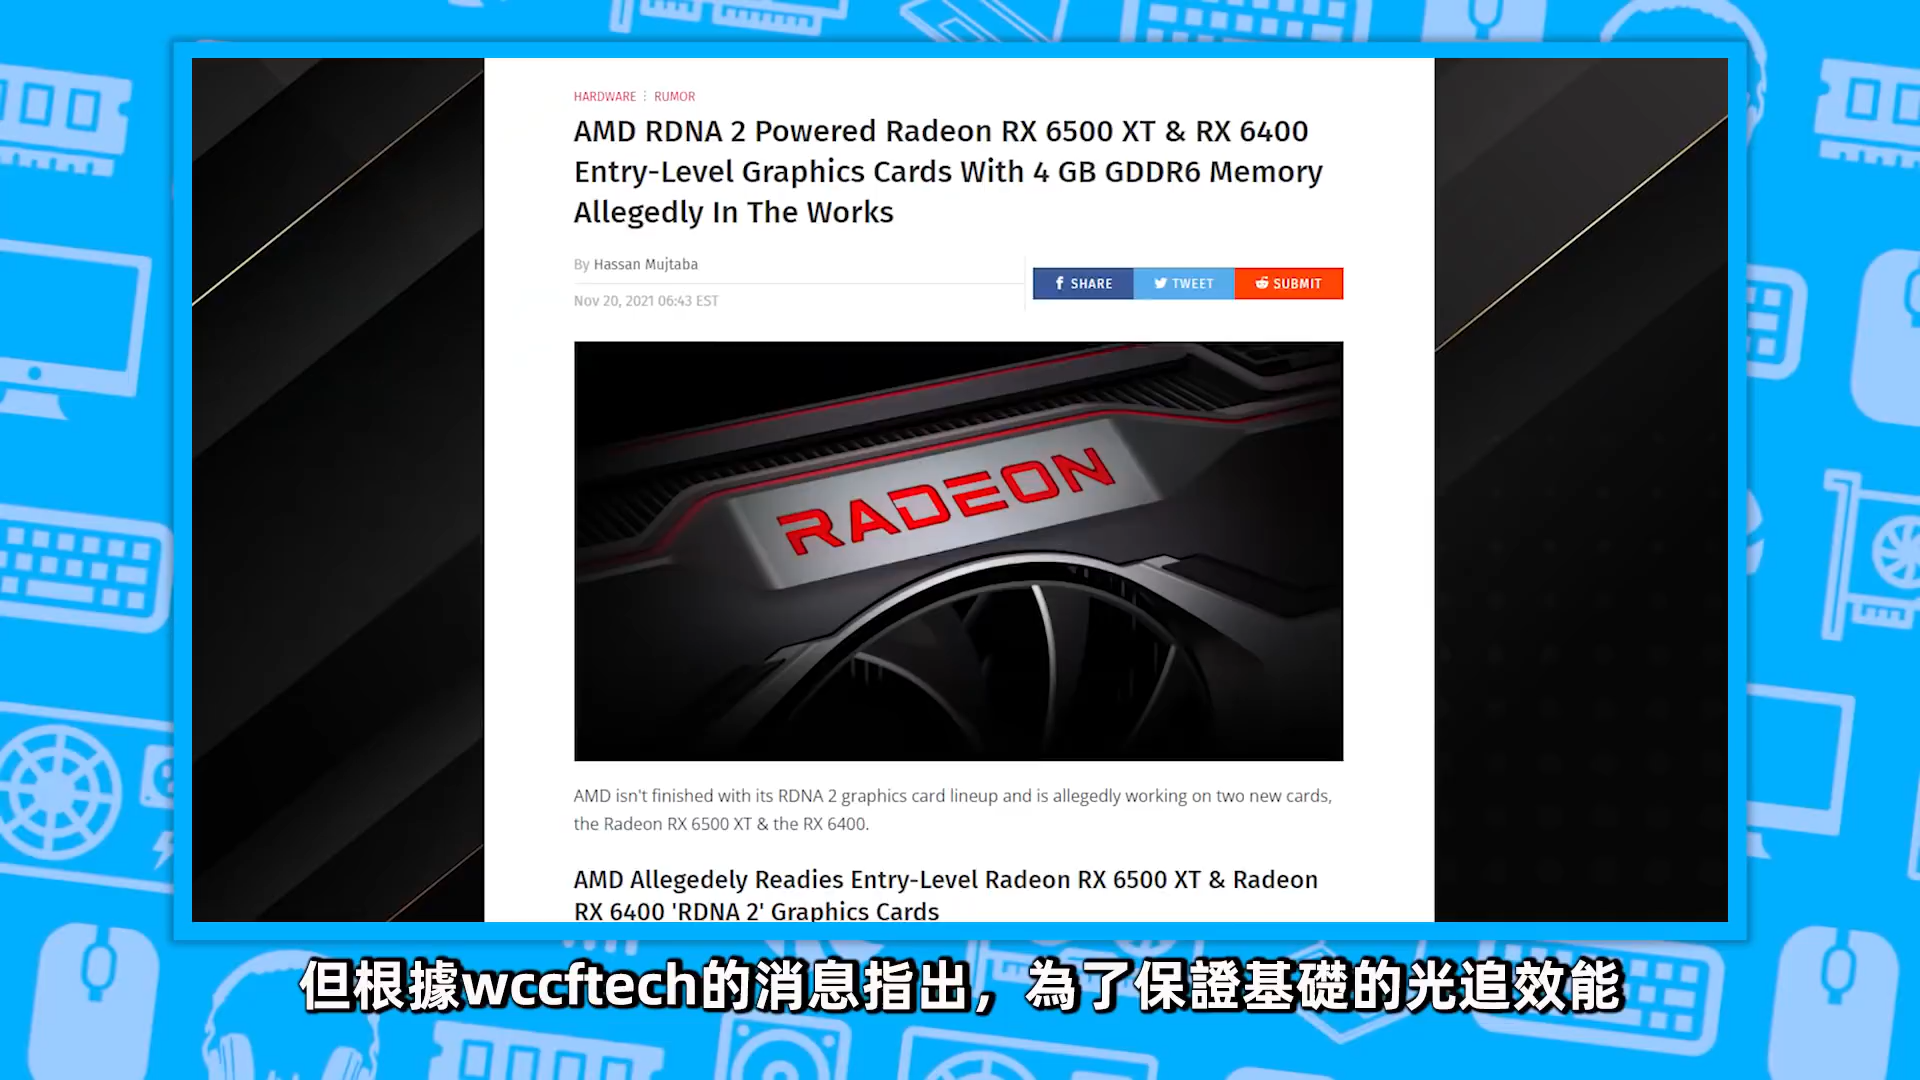 HARDWARE ⋮ RUMOR
AMD RDNA 2 Powered Radeon RX 6500 XT & RX 6400
Entry-Level Graphics Cards With 4 GB GDDR6 Memory
Allegedly In The Works
By Hassan Mujtaba
Nov 20, 2021 06:43 EST
SHARE TWEET SUBMIT
RADEON
AMD isn't finished with its RDNA 2 graphics card lineup and is allegedly working on two new cards,
the Radeon RX 6500 XT & the RX 6400.
AMD Allegedely Readies Entry-Level Radeon RX 6500 XT & Radeon
RX 6400 'RDNA 2' Graphics Cards
但根據wccftech的消息指出，為了保證基礎的光追效能